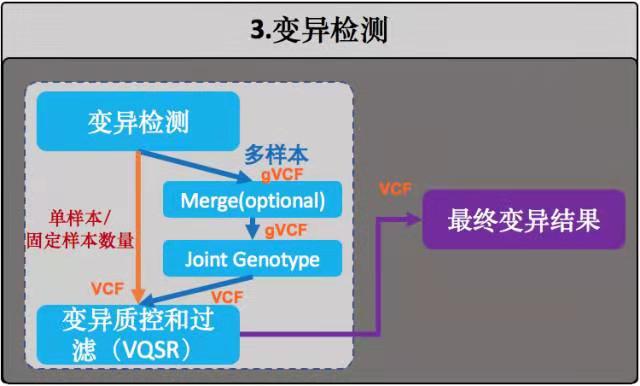 3.变异检测
变异检测
多样本
gVCF
Merge(optional)
单样本/
固定样本数量
gVCF
Joint Genotype
VCF
VCF
变异质控和过
滤（VQSR）
VCF
最终变异结果